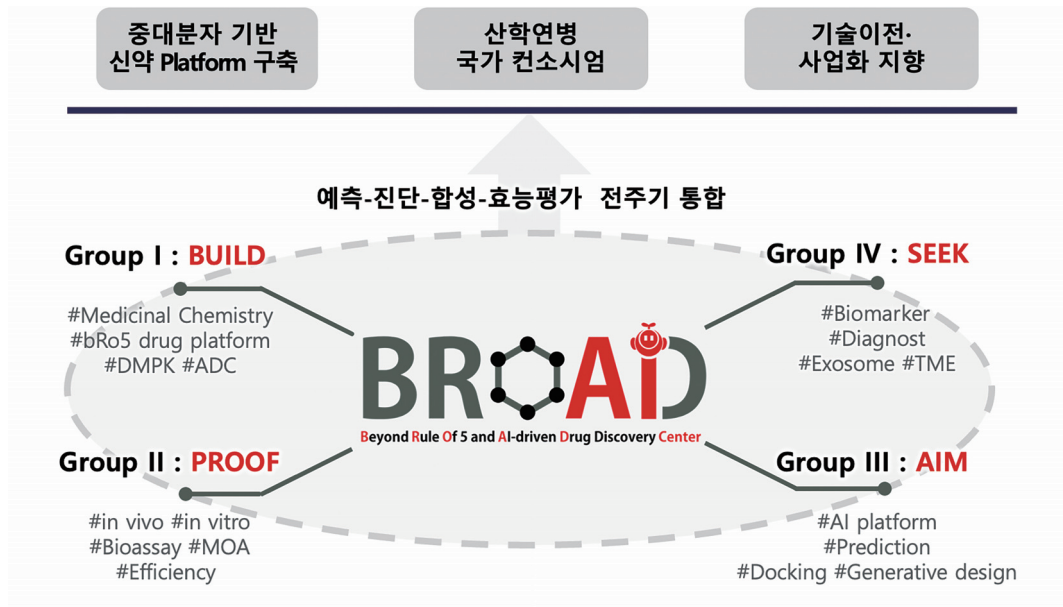 중대분자 기반
신약 Platform 구축
산학연병
국가 컨소시엄
기술이전·
사업화 지향
예측-진단-합성-효능평가 전주기 통합
Group I : BUILD
#Medicinal Chemistry
#bRo5 drug platform
#DMPK #ADC
Group IV : SEEK
#Biomarker
#Diagnost
#Exosome #TME
BROAiD
Beyond Rule Of 5 and AI-driven Drug Discovery Center
Group II : PROOF
#in vivo #in vitro
#Bioassay #MOA
#Efficiency
Group III : AIM
#AI platform
#Prediction
#Docking #Generative design